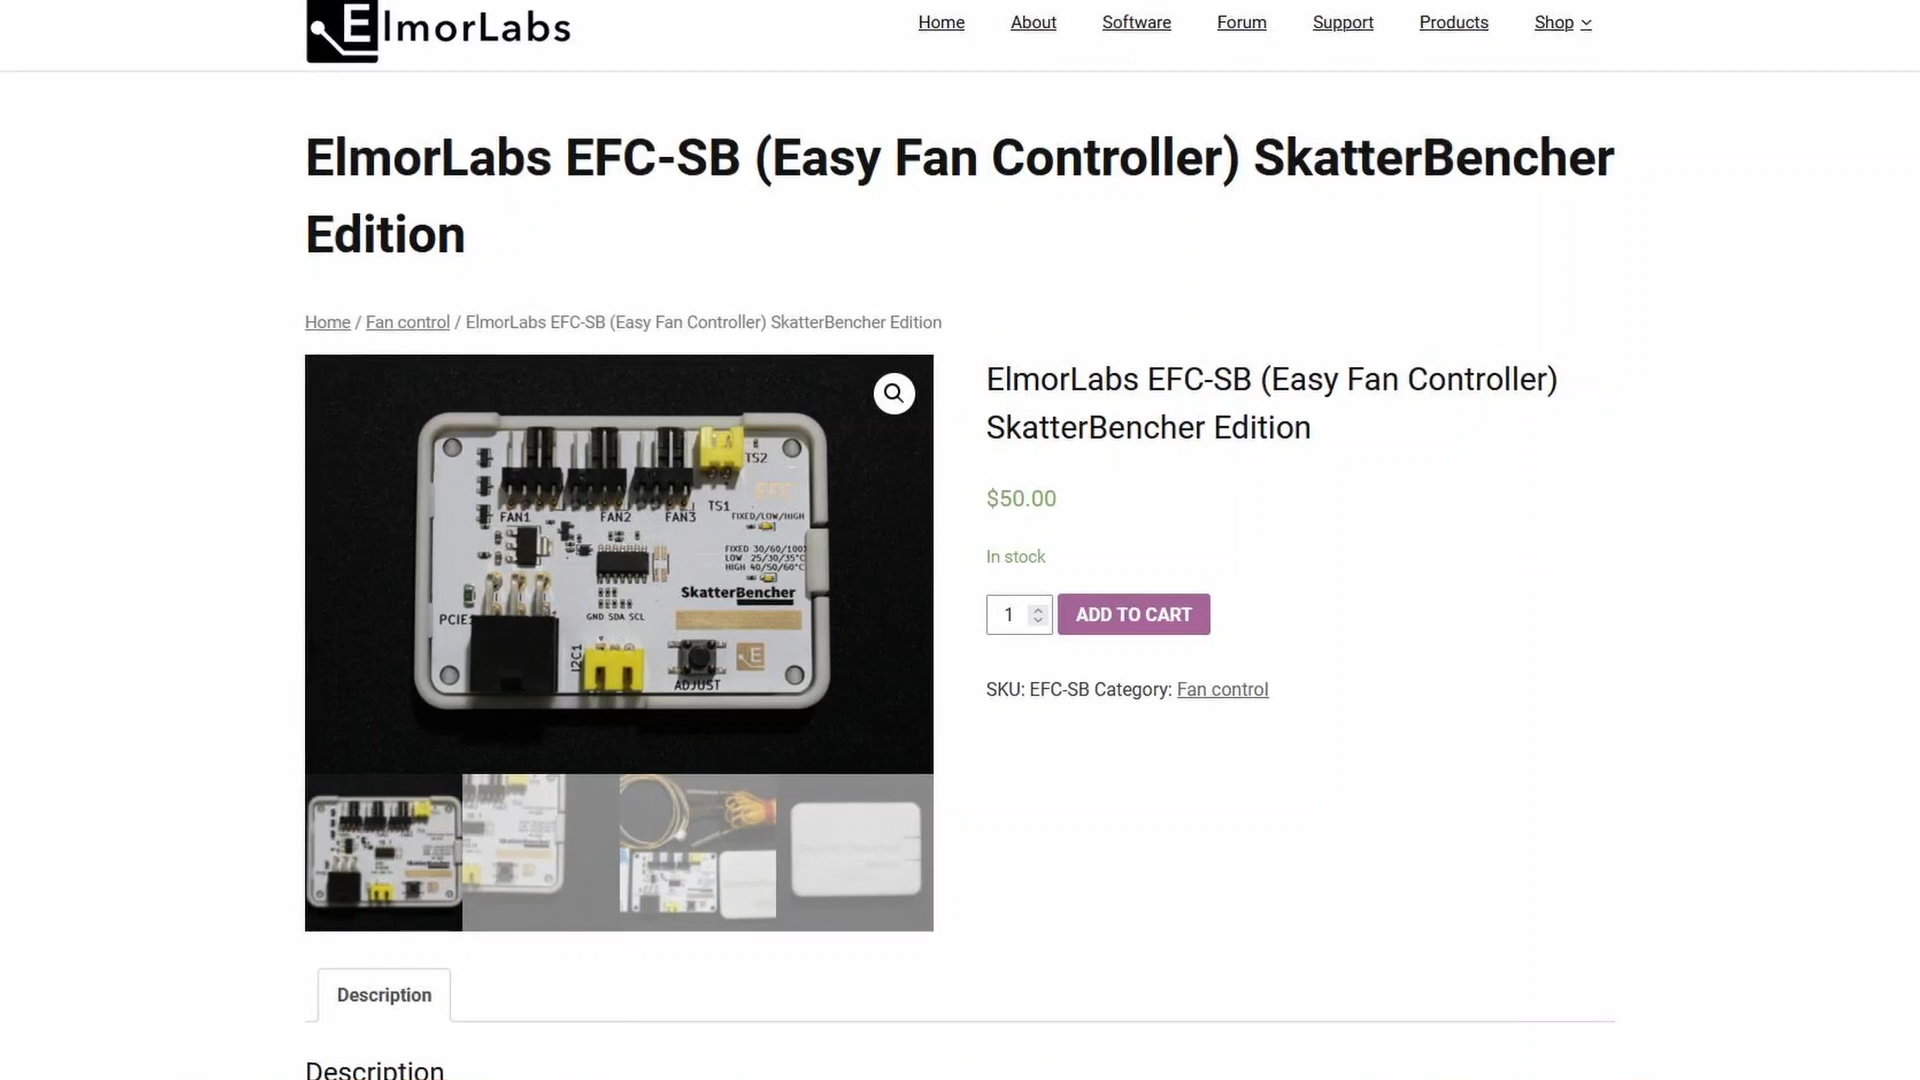 ElmorLabs
Home About Software Forum Support Products Shop
ElmorLabs EFC-SB (Easy Fan Controller) SkatterBencher
Edition
Home / Fan control / ElmorLabs EFC-SB (Easy Fan Controller) SkatterBencher Edition
TS2
EFC
TS1
FAN1 FAN2 FAN3
FIXED/LOW/HIGH
FIXED 30/60/100%
LOW 25/30/35°C
HIGH 40/50/60°C
SkatterBencher
GND SDA SCL
PCIE1
I2C1
E
ADJUST
ElmorLabs EFC-SB (Easy Fan Controller)
SkatterBencher Edition
$50.00
In stock
1 ADD TO CART
SKU: EFC-SB Category: Fan control
Description
Description